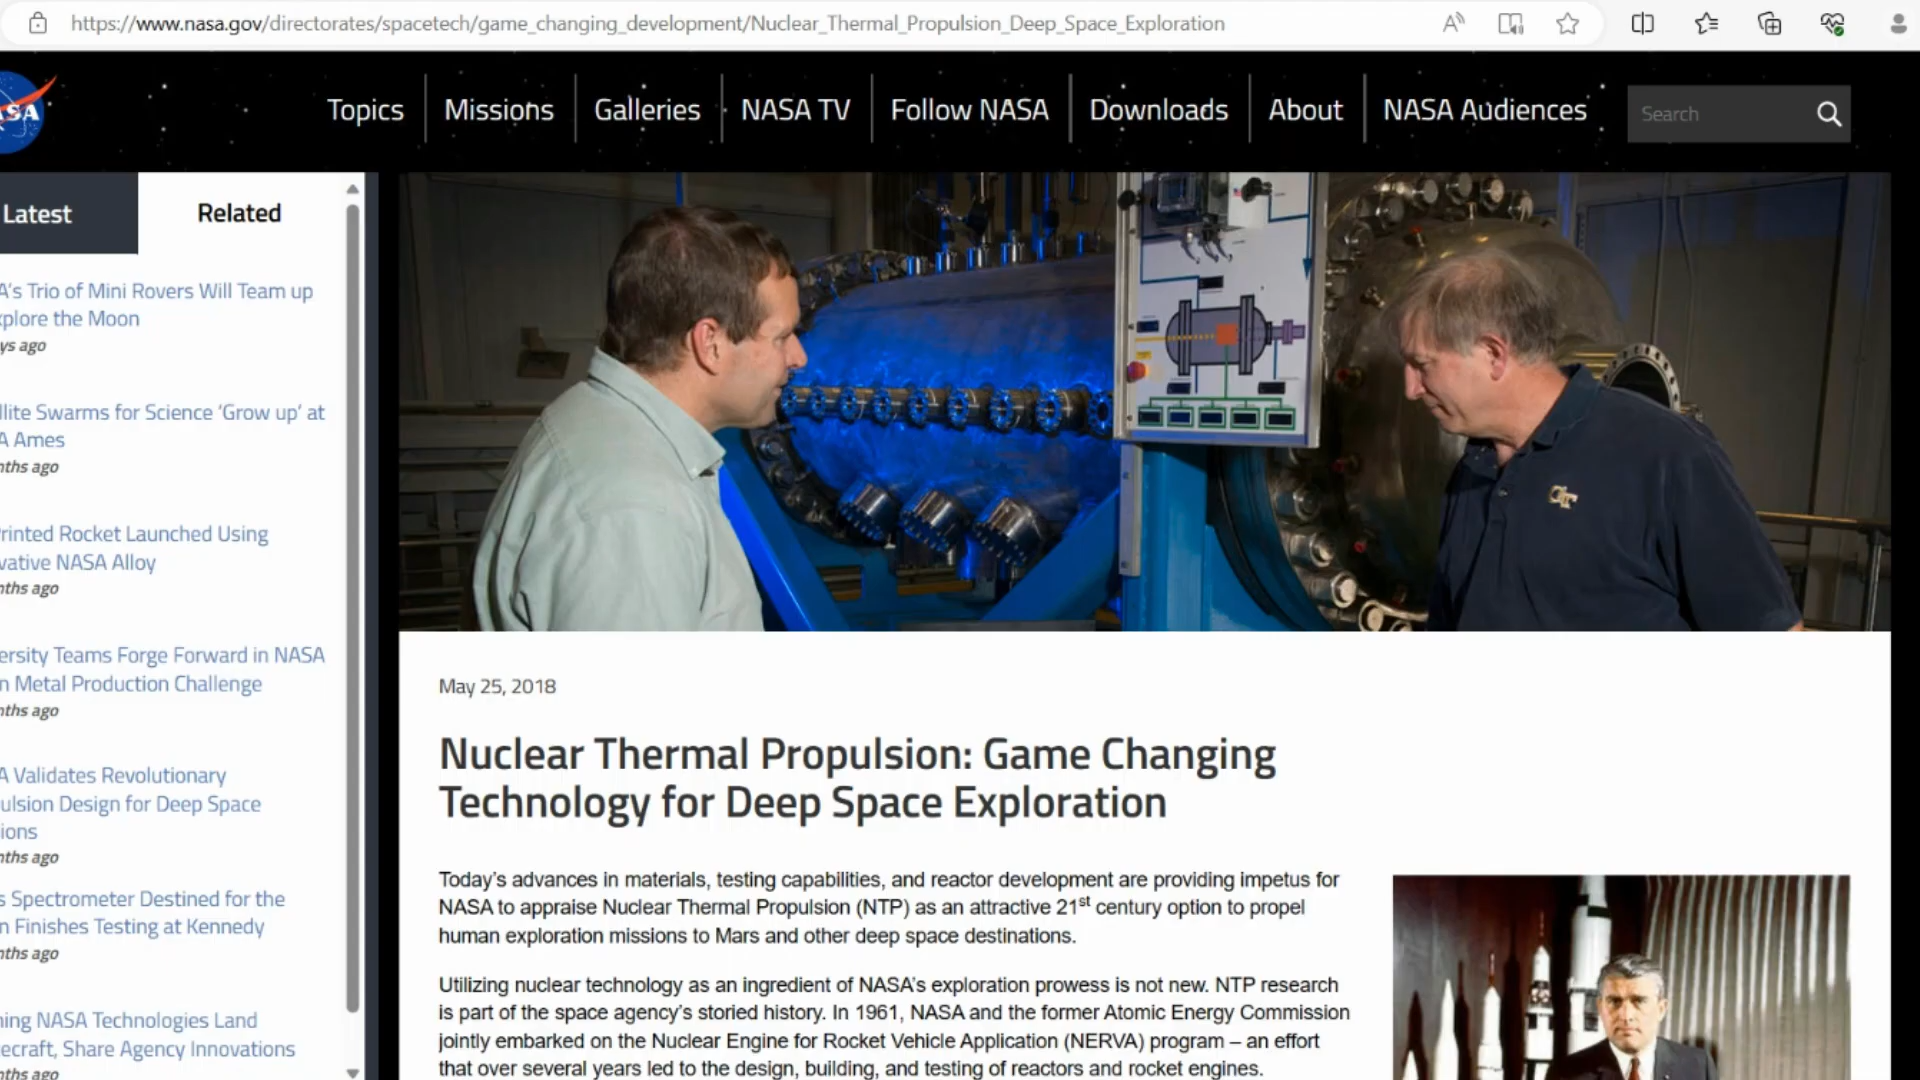 https://www.nasa.gov/directorates/spacetech/game_changing_development/Nuclear_Thermal_Propulsion_Deep_Space_Exploration
Topics
Missions
Galleries
NASA TV
Follow NASA
Downloads
About
NASA Audiences
Search
Latest
Related
A's Trio of Mini Rovers Will Team up
plore the Moon
ago
llite Swarms for Science 'Grow up' at
A Ames
ago
rinted Rocket Launched Using
vative NASA Alloy
ago
ersity Teams Forge Forward in NASA
n Metal Production Challenge
ago
A Validates Revolutionary
ulsion Design for Deep Space
ions
ago
s Spectrometer Destined for the
n Finishes Testing at Kennedy
ago
ning NASA Technologies Land
ecraft, Share Agency Innovations
ago
May 25, 2018
Nuclear Thermal Propulsion: Game Changing
Technology for Deep Space Exploration
Today's advances in materials, testing capabilities, and reactor development are providing impetus for
NASA to appraise Nuclear Thermal Propulsion (NTP) as an attractive 21st century option to propel
human exploration missions to Mars and other deep space destinations.
Utilizing nuclear technology as an ingredient of NASA's exploration prowess is not new. NTP research
is part of the space agency's storied history. In 1961, NASA and the former Atomic Energy Commission
jointly embarked on the Nuclear Engine for Rocket Vehicle Application (NERVA) program – an effort
that over several years led to the design, building, and testing of reactors and rocket engines.